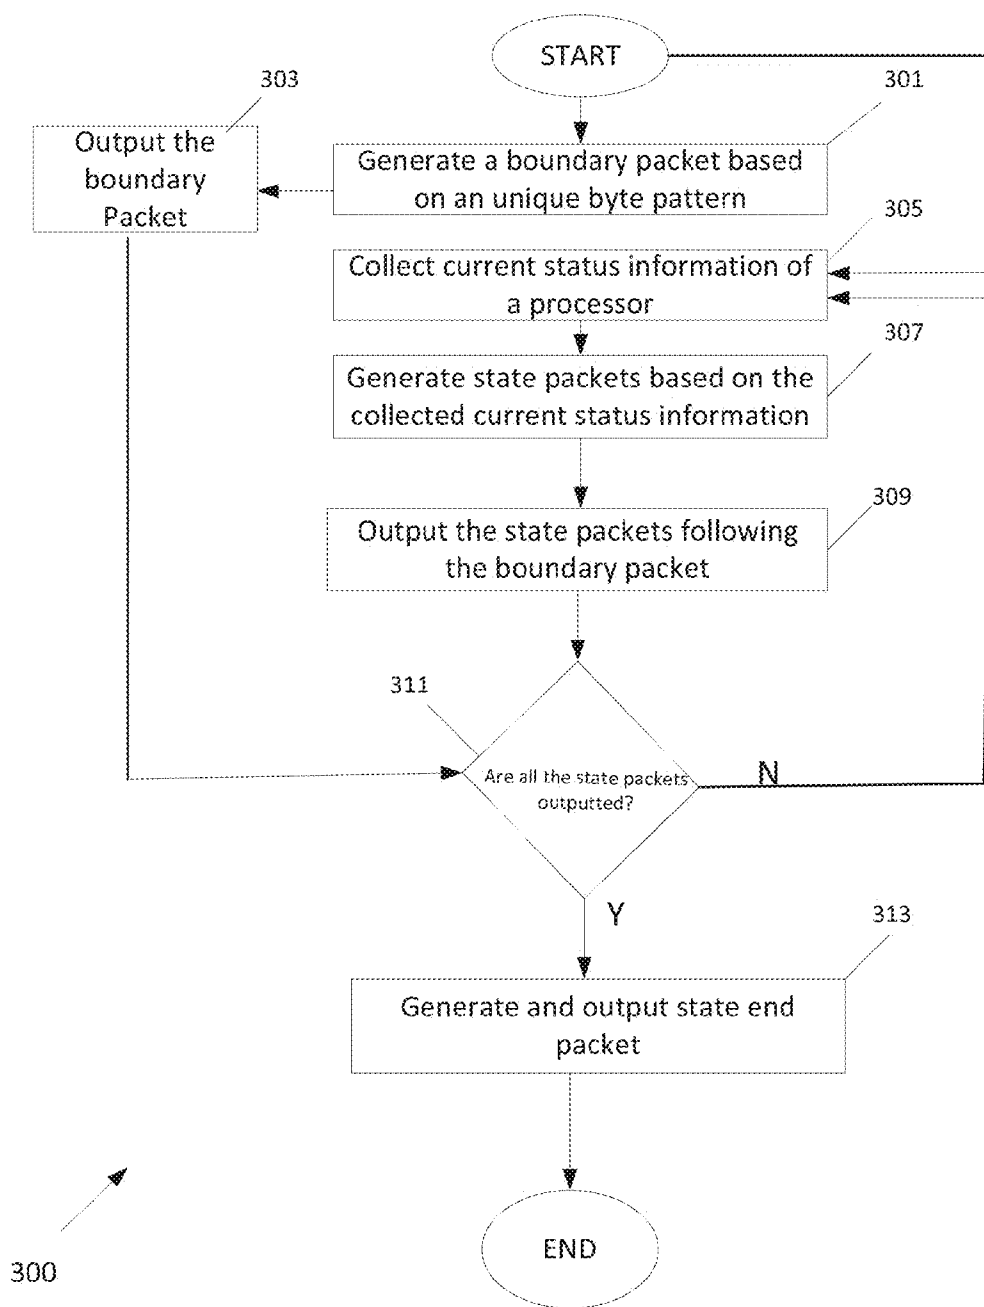 START
303
301
Output the
boundary
Packet
Generate a boundary packet based
on an unique byte pattern
305
Collect current status information of
a processor
307
Generate state packets based on the
collected current status information
309
Output the state packets following
the boundary packet
311
Are all the state packets
outputted?
N
Y
313
Generate and output state end
packet
END
300